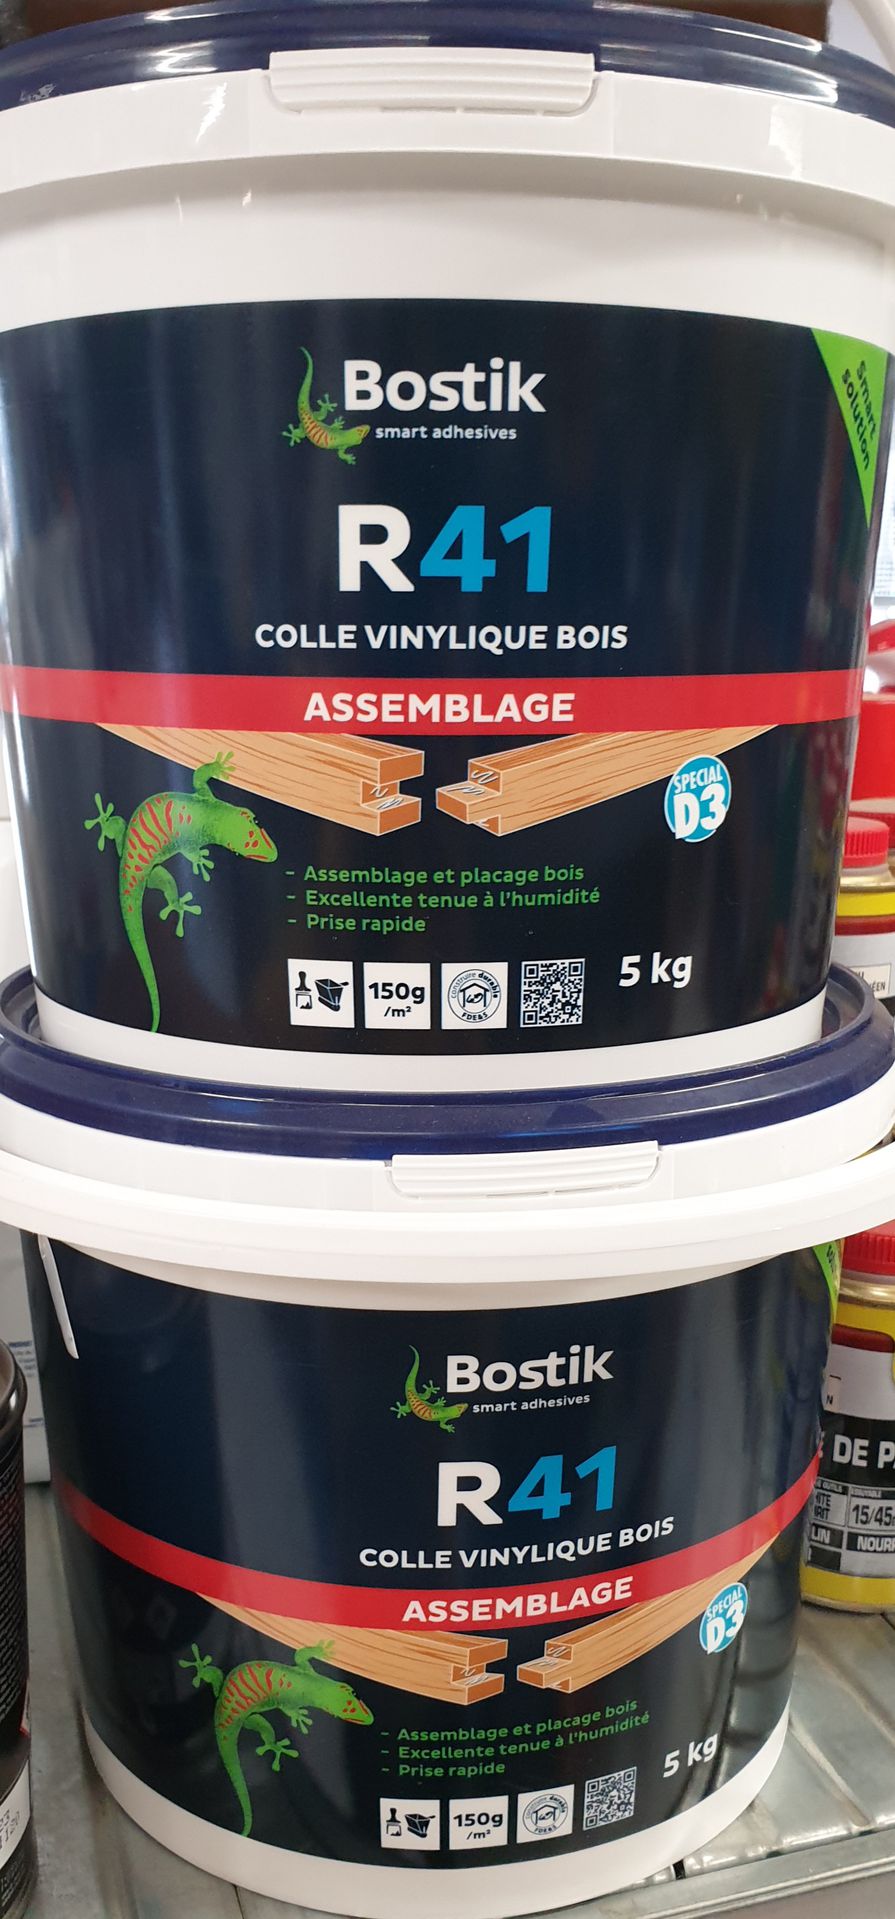 Bostik
smart adhesives
Smart
solution
R41
COLLE VINYLIQUE BOIS
ASSEMBLAGE
SPECIAL
D3
- Assemblage et placage bois
- Excellente tenue à l'humidité
- Prise rapide
150g
/m²
construire durable
FDE&S
5 kg
Bostik
smart adhesives
R41
COLLE VINYLIQUE BOIS
ASSEMBLAGE
SPECIAL
D3
- Assemblage et placage bois
- Excellente tenue à l'humidité
- Prise rapide
150g
/m²
5 kg
DE
15/45
LIN